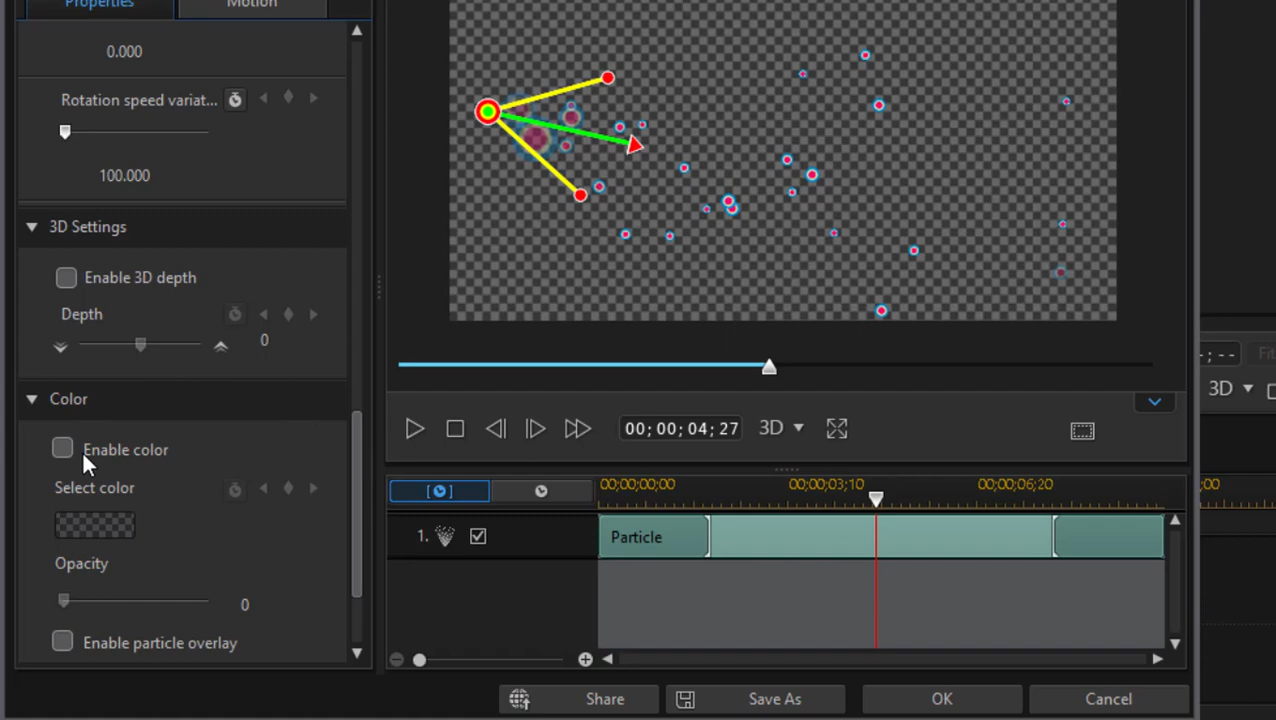 Properties
Motion
0.000
Rotation speed variat...
100.000
3D Settings
Enable 3D depth
Depth
0
Color
Enable color
Select color
Opacity
0
Enable particle overlay
00;00;04;27
3D
-;--
Fit
3D
00;00;00;00
00;00;03;10
00;00;06;20
;00
1.
Particle
Share
Save As
OK
Cancel